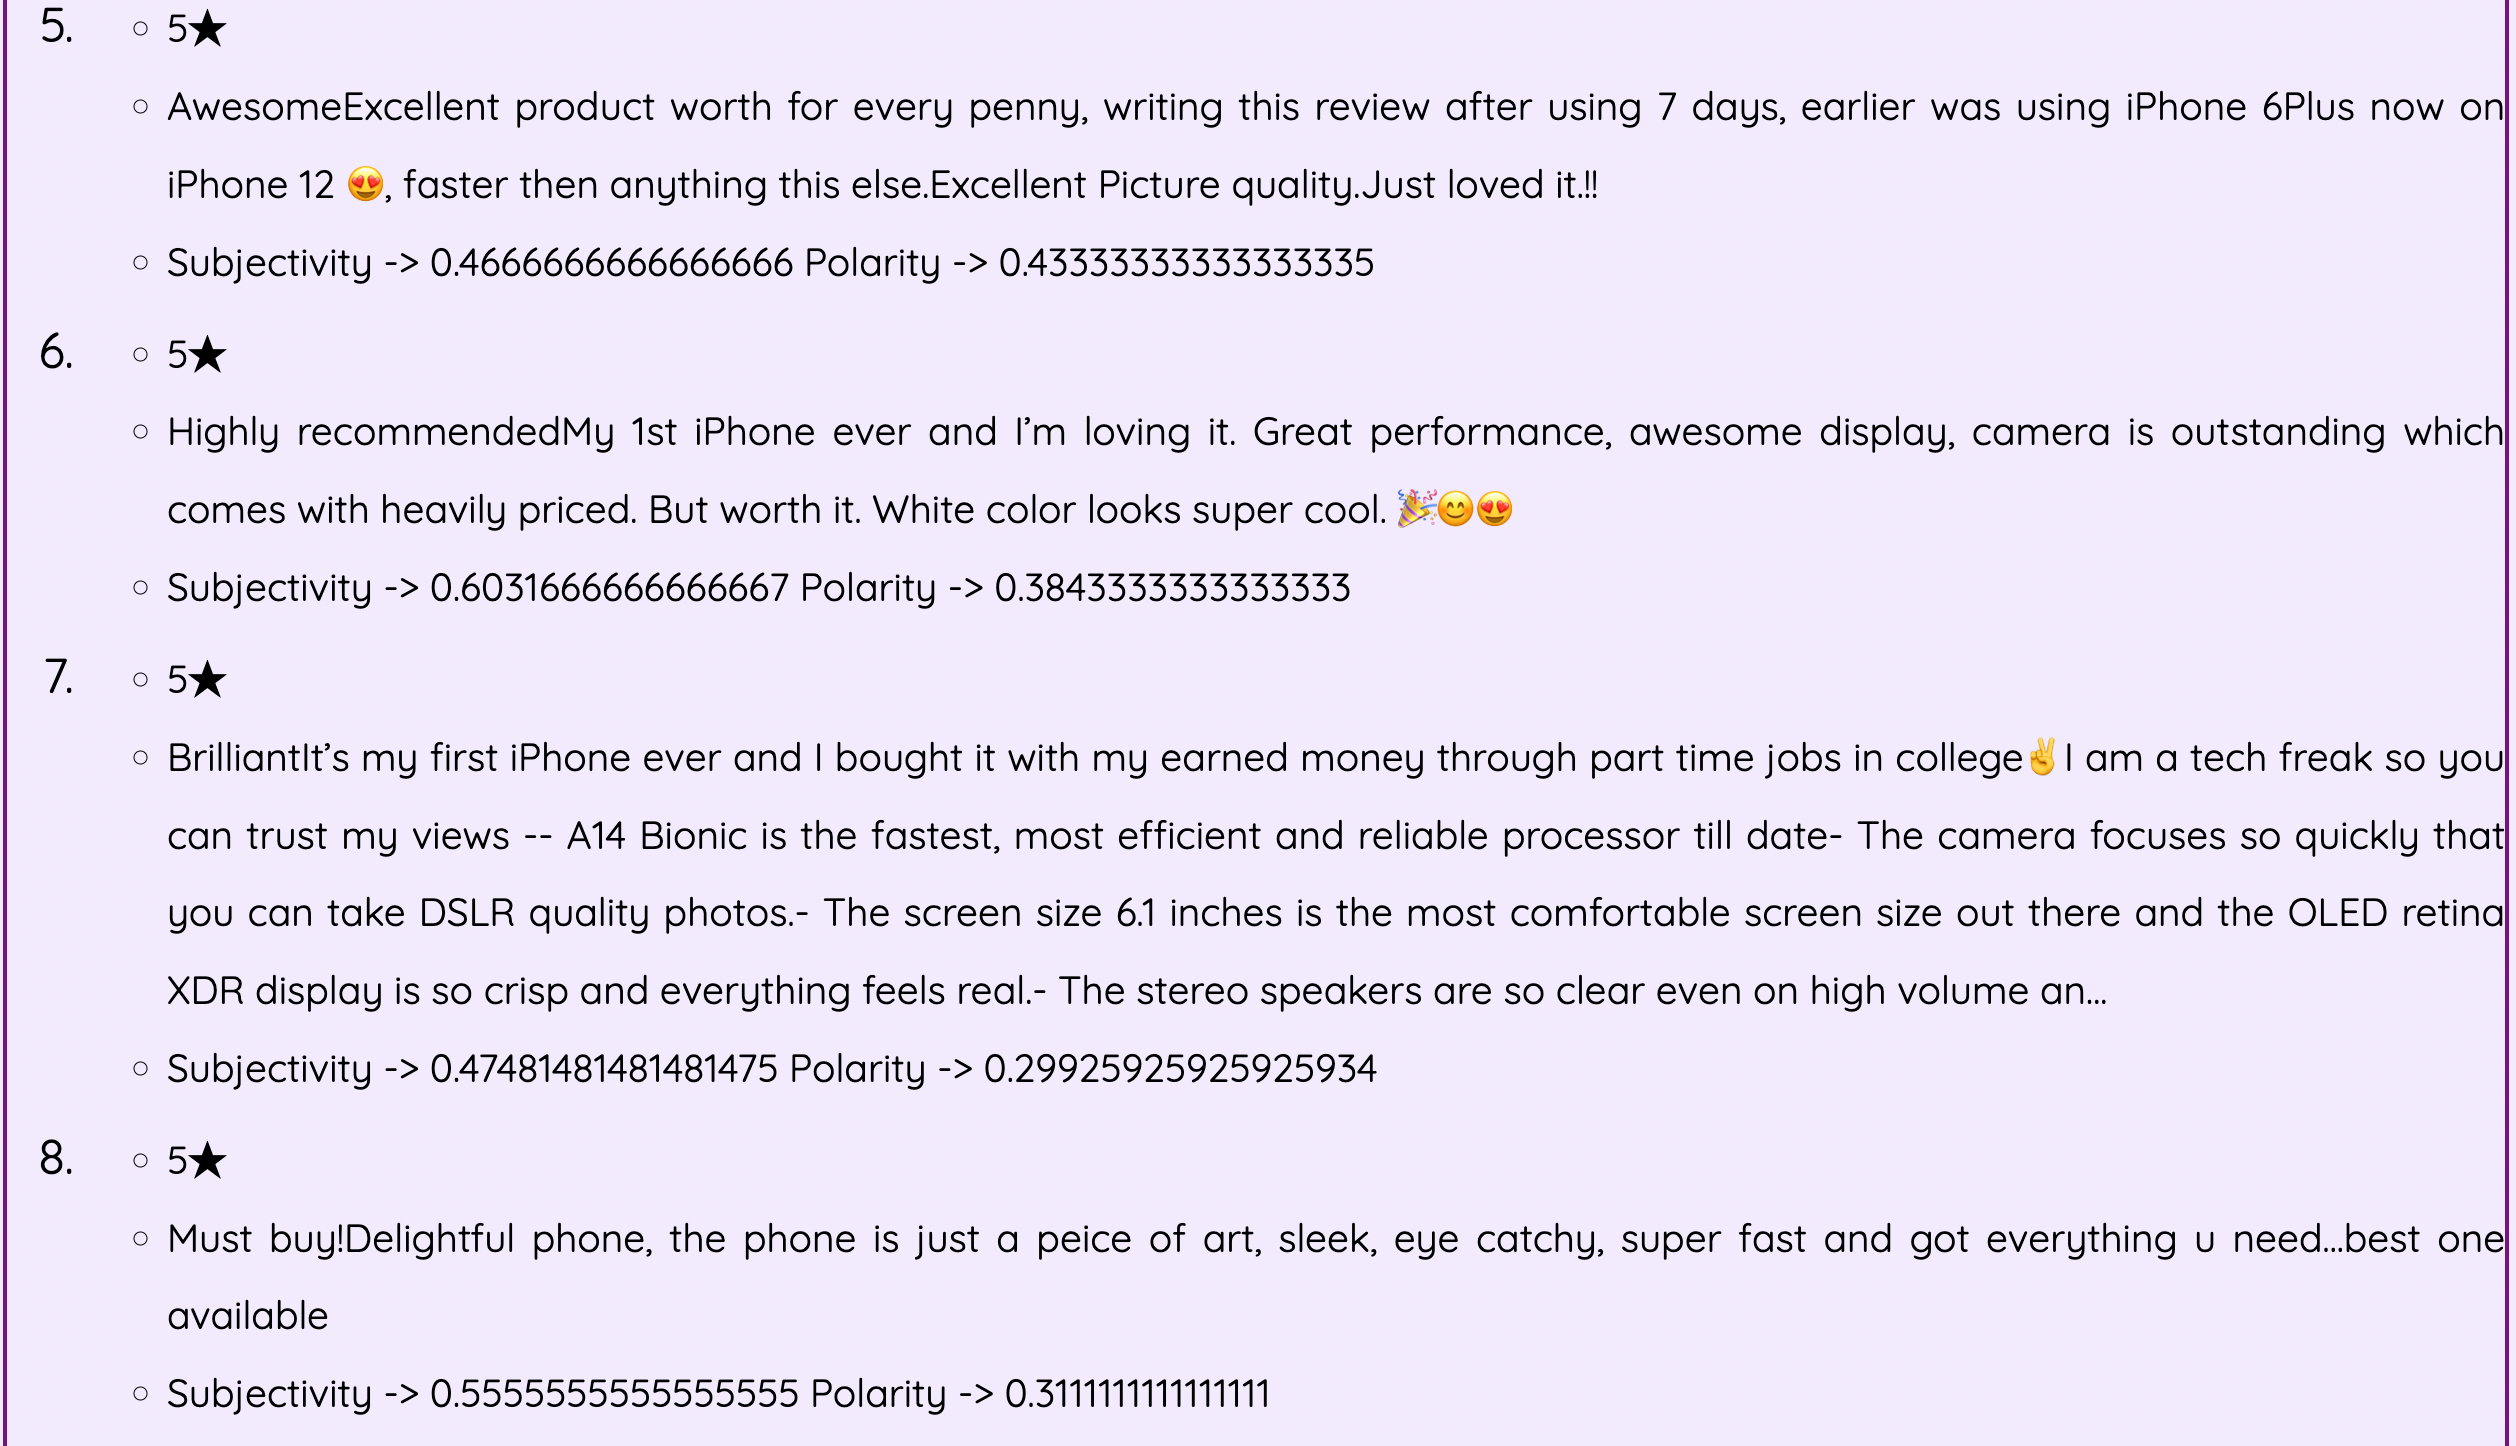 5. ○ 5★
○ AwesomeExcellent product worth for every penny, writing this review after using 7 days, earlier was using iPhone 6Plus now on
iPhone 12 😍, faster then anything this else.Excellent Picture quality.Just loved it.!!
○ Subjectivity -> 0.4666666666666666 Polarity -> 0.43333333333333335
6. ○ 5★
○ Highly recommendedMy 1st iPhone ever and I’m loving it. Great performance, awesome display, camera is outstanding which
comes with heavily priced. But worth it. White color looks super cool. 🎉😊😍
○ Subjectivity -> 0.6031666666666667 Polarity -> 0.3843333333333333
7. ○ 5★
○ BrilliantIt’s my first iPhone ever and I bought it with my earned money through part time jobs in college✌I am a tech freak so you
can trust my views -- A14 Bionic is the fastest, most efficient and reliable processor till date- The camera focuses so quickly that
you can take DSLR quality photos.- The screen size 6.1 inches is the most comfortable screen size out there and the OLED retina
XDR display is so crisp and everything feels real.- The stereo speakers are so clear even on high volume an...
○ Subjectivity -> 0.47481481481481475 Polarity -> 0.29925925925925934
8. ○ 5★
○ Must buy!Delightful phone, the phone is just a peice of art, sleek, eye catchy, super fast and got everything u need...best one
available
○ Subjectivity -> 0.5555555555555555 Polarity -> 0.3111111111111111